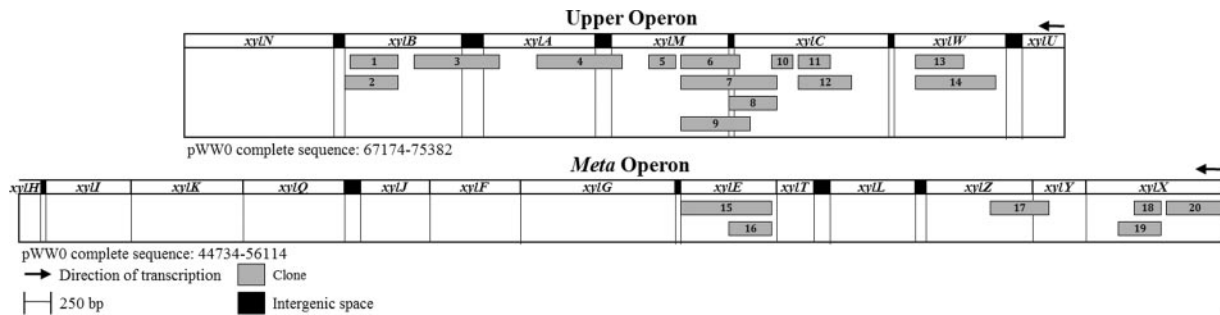 Upper Operon
xylN xylB xylA xylM xylC xylW xylU
1 3 4 5 6 10 11 13
2 7 12 14
8
9
pWW0 complete sequence: 67174-75382
Meta Operon
xylH xylI xylK xylQ xylJ xylF xylG xylE xylT xylL xylZ xylY xylX
15 17 18 20
16 19
pWW0 complete sequence: 44734-56114
Direction of transcription Clone
250 bp Intergenic space